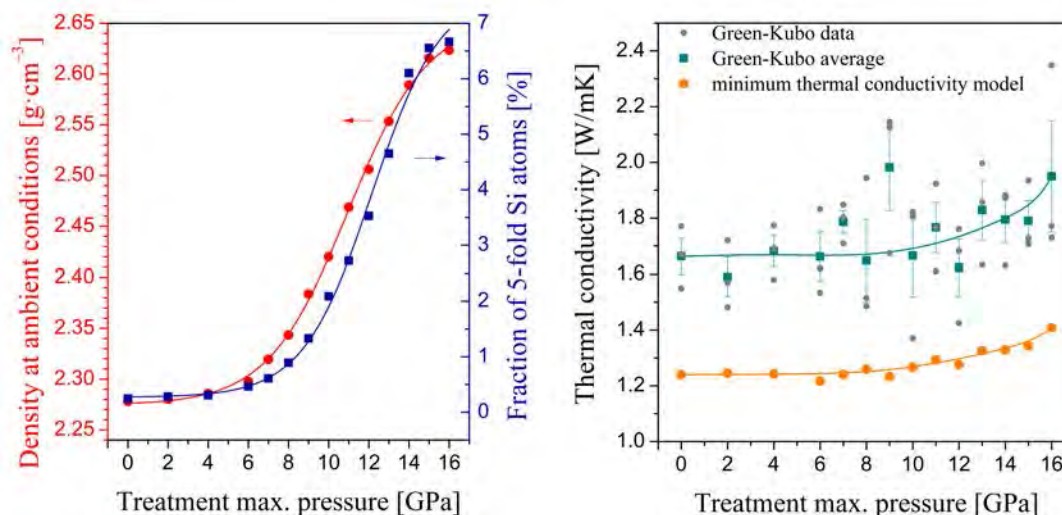 Density at ambient conditions [g·cm⁻³]
2.65
2.60
2.55
2.50
2.45
2.40
2.35
2.30
2.25
7
6
5
4
3
2
1
0
Fraction of 5-fold Si atoms [%]
0 2 4 6 8 10 12 14 16
Treatment max. pressure [GPa]
Thermal conductivity [W/mK]
2.4
2.2
2.0
1.8
1.6
1.4
1.2
1.0
Green-Kubo data
Green-Kubo average
minimum thermal conductivity model
0 2 4 6 8 10 12 14 16
Treatment max. pressure [GPa]